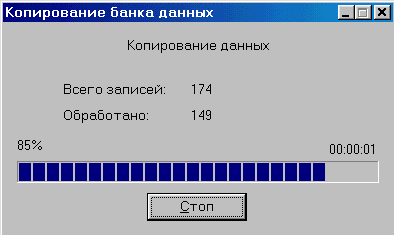 Копирование банка данных
Копирование данных
Всего записей: 174
Обработано: 149
85% 00:00:01
Стоп